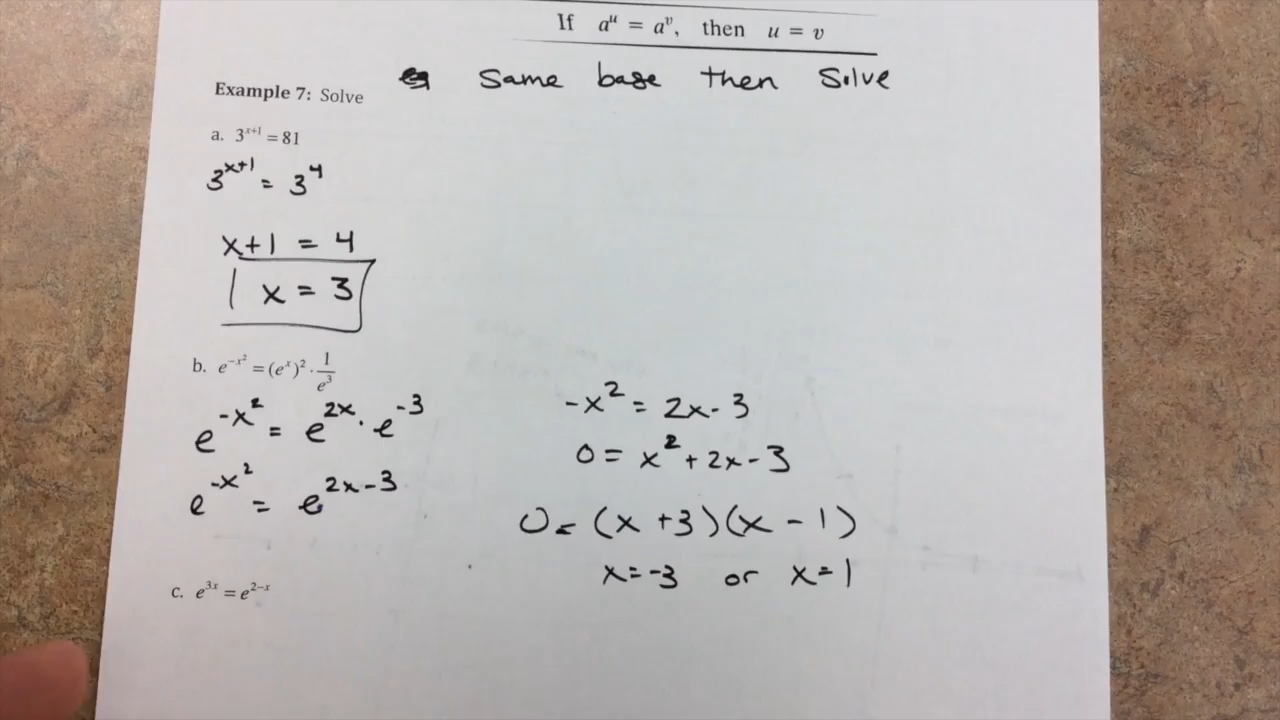 If a^u = a^v, then u = v
Same base then Solve
Example 7: Solve
a. 3^{x+1} = 81
3^{x+1} = 3^4
x+1 = 4
x = 3
b. e^{-x^2} = (e^x)^2 · 1/e^3
e^{-x^2} = e^{2x} · e^{-3}
e^{-x^2} = e^{2x-3}
-x^2 = 2x-3
0 = x^2+2x-3
0 = (x+3)(x-1)
x=-3 or x=1
c. e^{3x} = e^{2-x}